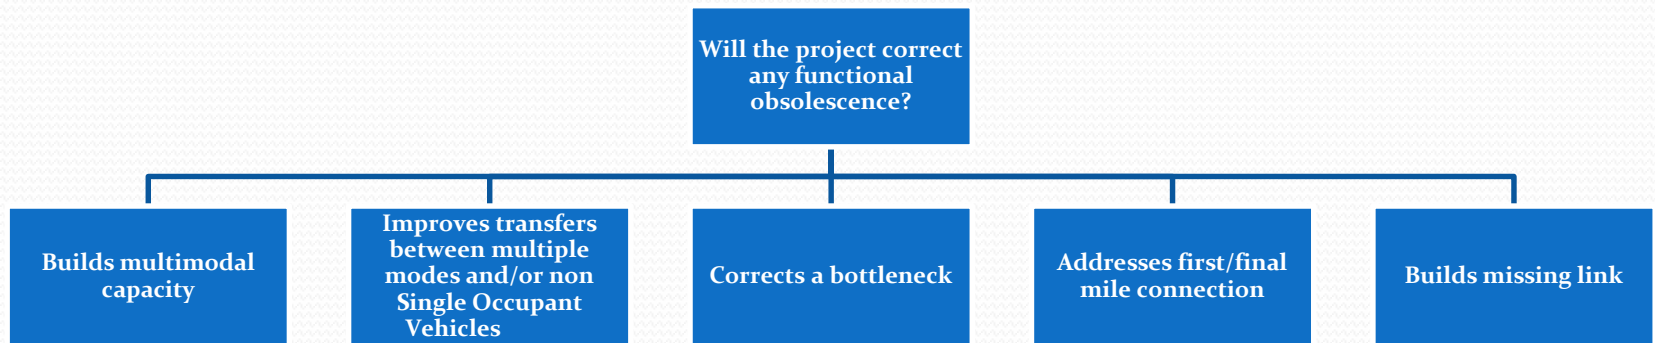 Will the project correct
any functional
obsolescence?
Builds multimodal
capacity
Improves transfers
between multiple
modes and/or non
Single Occupant
Vehicles
Corrects a bottleneck
Addresses first/final
mile connection
Builds missing link